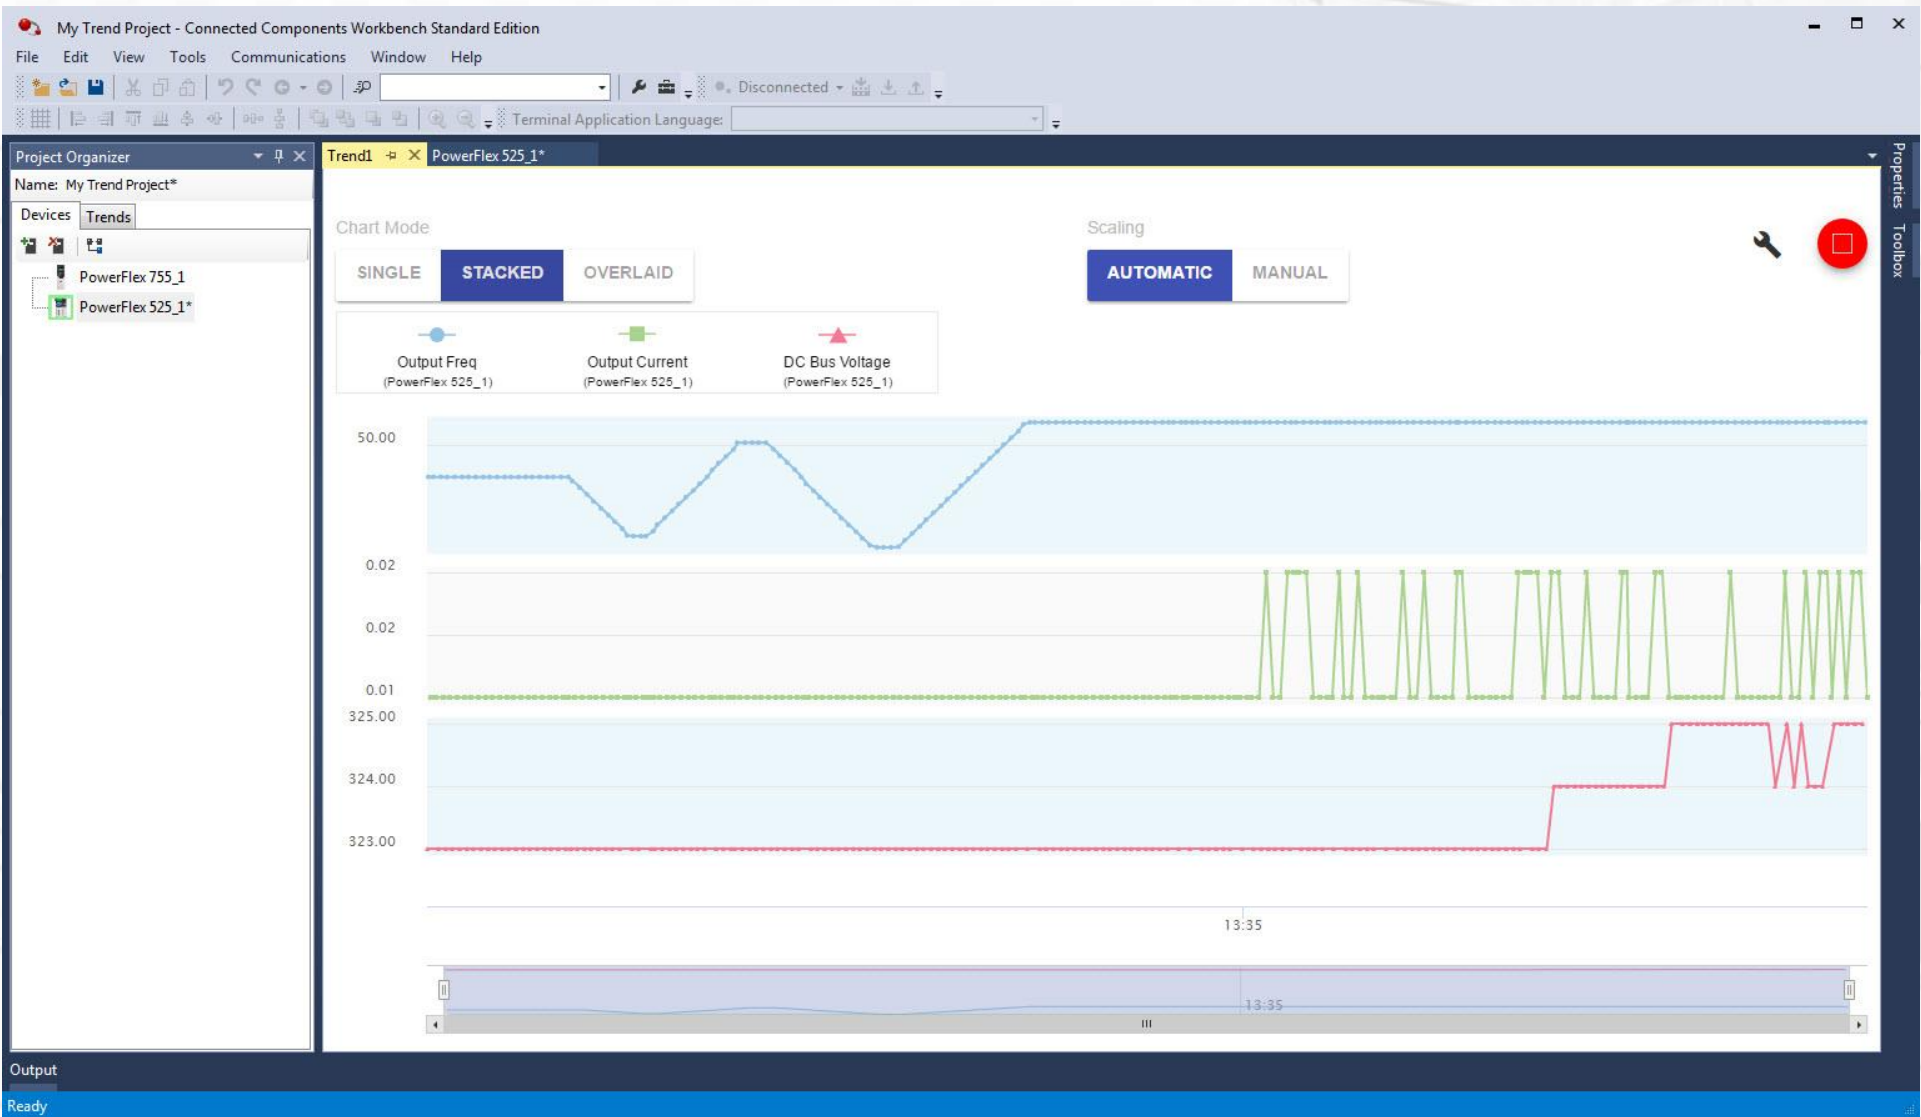 My Trend Project - Connected Components Workbench Standard Edition
File Edit View Tools Communications Window Help
Disconnected
Terminal Application Language:
Project Organizer
Name: My Trend Project*
Devices Trends
PowerFlex 755_1
PowerFlex 525_1*
Trend1 PowerFlex 525_1*
Properties
Toolbox
Chart Mode
SINGLE STACKED OVERLAID
Scaling
AUTOMATIC MANUAL
Output Freq
(PowerFlex 525_1)
Output Current
(PowerFlex 525_1)
DC Bus Voltage
(PowerFlex 525_1)
50.00
0.02
0.02
0.01
325.00
324.00
323.00
13:35
13:35
Output
Ready